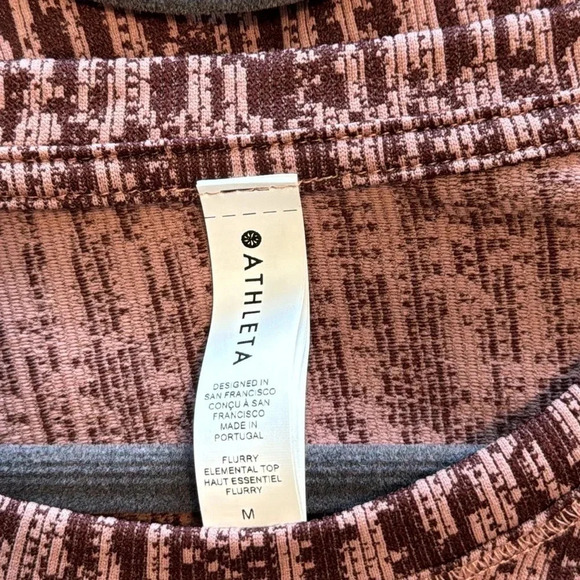 ATHLETA
DESIGNED IN
SAN FRANCISCO
CONÇU À SAN
FRANCISCO
MADE IN
PORTUGAL
FLURRY
ELEMENTAL TOP
HAUT ESSENTIEL
FLURRY
M